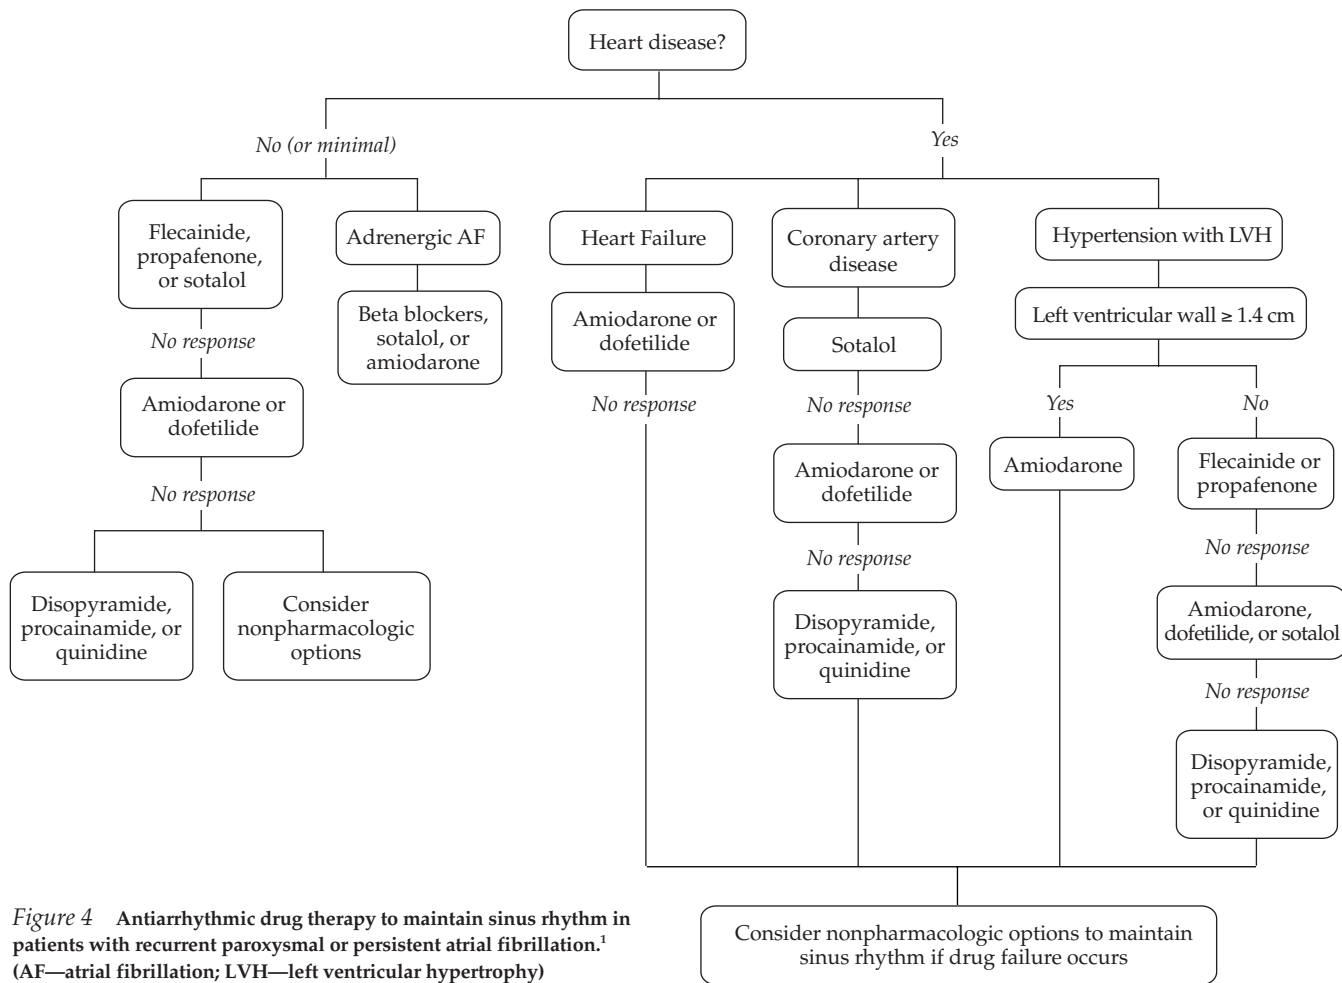 Heart disease?
No (or minimal)
Yes
Flecainide,
propafenone,
or sotalol
No response
Amiodarone or
dofetilide
No response
Disopyramide,
procainamide, or
quinidine
Consider
nonpharmacologic
options
Adrenergic AF
Beta blockers,
sotalol, or
amiodarone
Heart Failure
Amiodarone or
dofetilide
No response
Coronary artery
disease
Sotalol
No response
Amiodarone or
dofetilide
No response
Disopyramide,
procainamide, or
quinidine
Hypertension with LVH
Left ventricular wall ≥ 1.4 cm
Yes
Amiodarone
No
Flecainide or
propafenone
No response
Amiodarone,
dofetilide, or sotalol
No response
Disopyramide,
procainamide,
or quinidine
Consider nonpharmacologic options to maintain
sinus rhythm if drug failure occurs
Figure 4 Antiarrhythmic drug therapy to maintain sinus rhythm in
patients with recurrent paroxysmal or persistent atrial fibrillation.¹
(AF—atrial fibrillation; LVH—left ventricular hypertrophy)